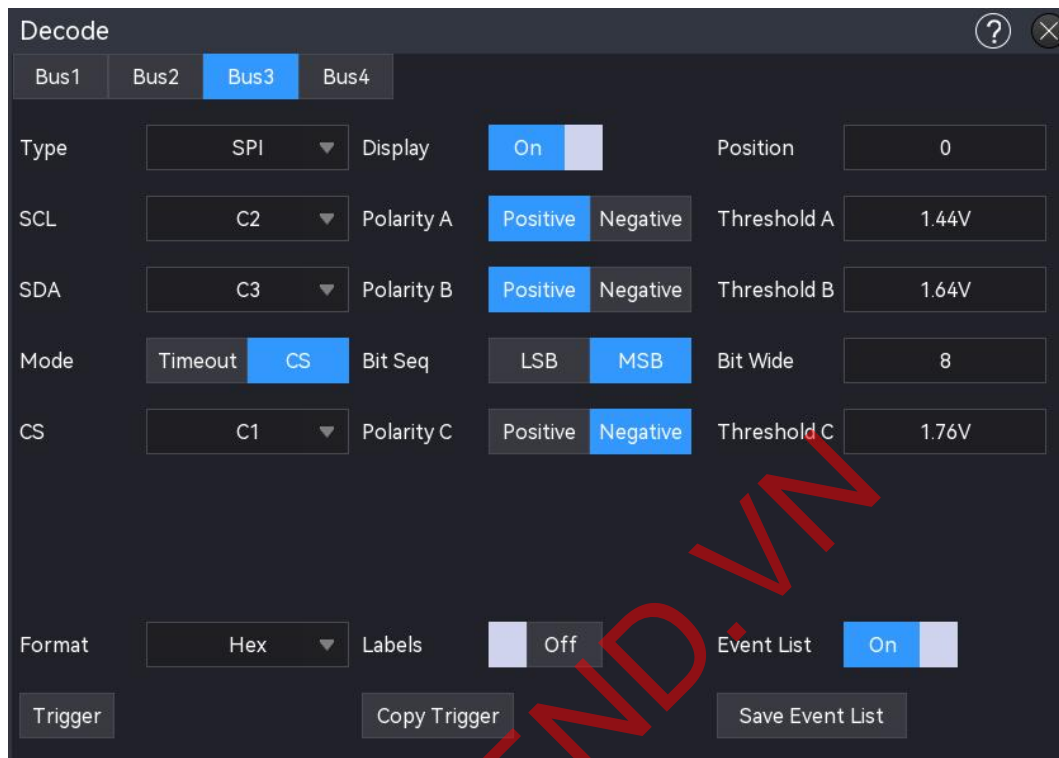 Decode ?
Bus1 Bus2 Bus3 Bus4
Type SPI Display On Position 0
SCL C2 Polarity A Positive Negative Threshold A 1.44V
SDA C3 Polarity B Positive Negative Threshold B 1.64V
Mode Timeout CS Bit Seq LSB MSB Bit Wide 8
CS C1 Polarity C Positive Negative Threshold C 1.76V
Format Hex Labels Off Event List On
Trigger Copy Trigger Save Event List
END.VN